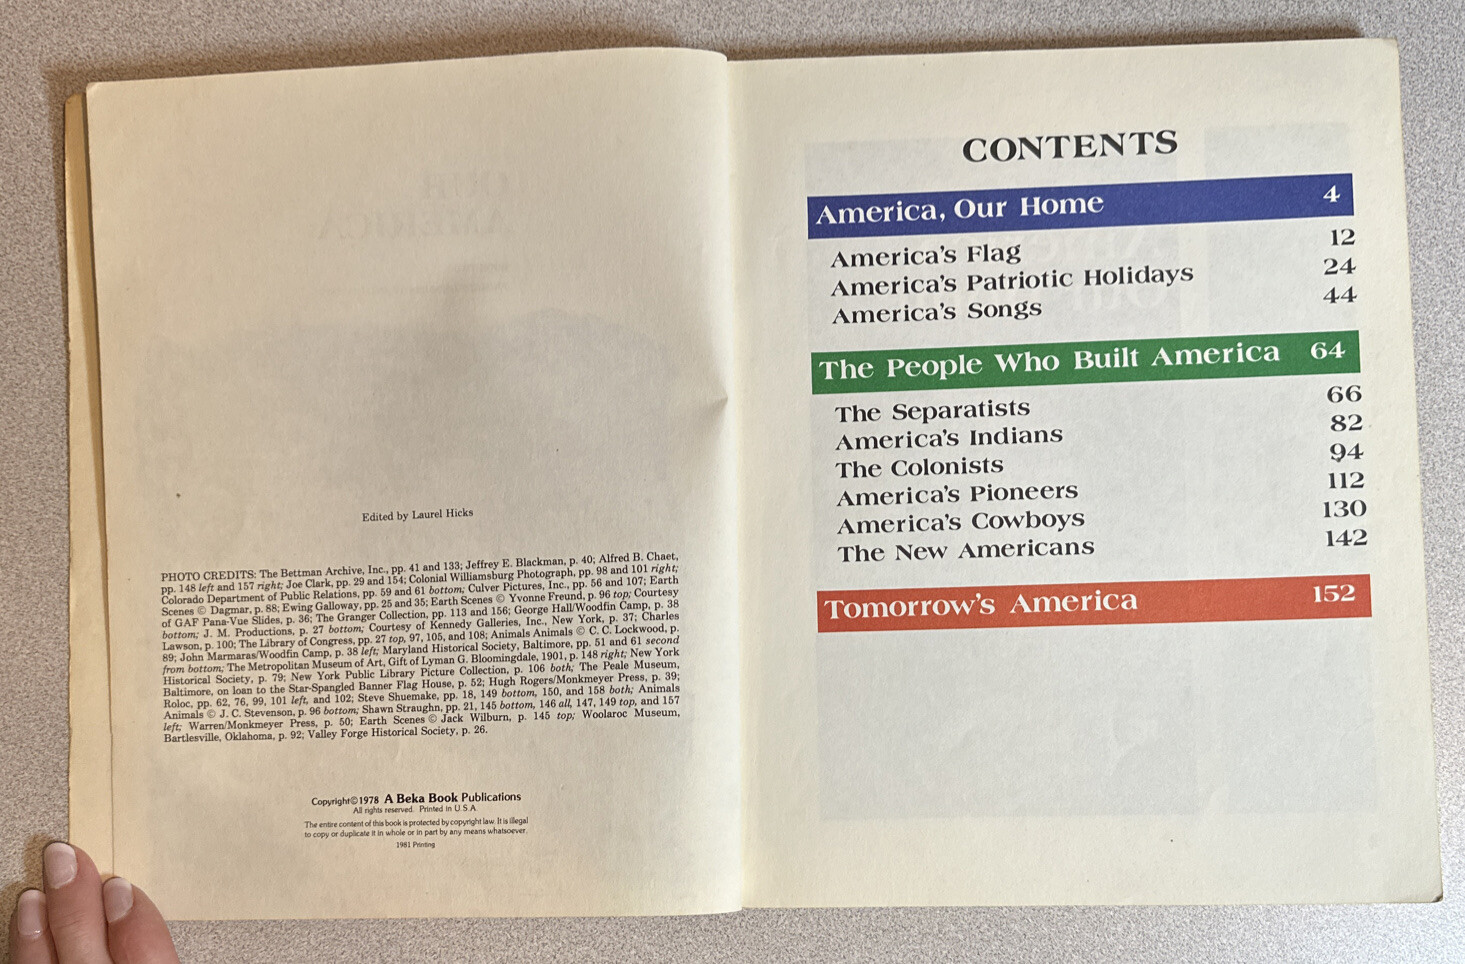 Edited by Laurel Hicks
PHOTO CREDITS: The Bettman Archive, Inc., pp. 41 and 133; Jeffrey E. Blackman, p. 40; Alfred B. Chaet,
pp. 148 left and 157 right; Joe Clark, pp. 29 and 154; Colonial Williamsburg Photograph, pp. 98 and 101 right;
Colorado Department of Public Relations, pp. 59 and 61 bottom; Culver Pictures, Inc., pp. 56 and 107; Earth
Scenes © Dagmar, p. 88; Ewing Galloway, pp. 25 and 35; Earth Scenes © Yvonne Freund, p. 96 top; Courtesy
of GAF Pana-Vue Slides, p. 36; The Granger Collection, pp. 113 and 156; George Hall/Woodfin Camp, p. 38
bottom; J. M. Productions, p. 27 bottom; Courtesy of Kennedy Galleries, Inc., New York, p. 37; Charles
Lawson, p. 100; The Library of Congress, pp. 27 top, 97, 105, and 108; Animals Animals © C. C. Lockwood, p.
89; John Marmaras/Woodfin Camp, p. 38 left; Maryland Historical Society, Baltimore, pp. 51 and 61 second
from bottom; The Metropolitan Museum of Art, Gift of Lyman G. Bloomingdale, 1901, p. 148 right; New York
Historical Society, p. 79; New York Public Library Picture Collection, p. 106 both; The Peale Museum,
Baltimore, on loan to the Star-Spangled Banner Flag House, p. 52; Hugh Rogers/Monkmeyer Press, p. 39;
Roloc, pp. 62, 76, 99, 101 left, and 102; Steve Shuemake, pp. 18, 149 bottom, 150, and 158 both; Animals
Animals © J. C. Stevenson, p. 96 bottom; Shawn Straughn, pp. 21, 145 bottom, 146 all, 147, 149 top, and 157
left; Warren/Monkmeyer Press, p. 50; Earth Scenes © Jack Wilburn, p. 145 top; Woolaroc Museum,
Bartlesville, Oklahoma, p. 92; Valley Forge Historical Society, p. 26.
Copyright©1978 A Beka Book Publications
All rights reserved. Printed in U.S.A.
The entire content of this book is protected by copyright law. It is illegal
to copy or duplicate it in whole or in part by any means whatsoever.
1981 Printing
CONTENTS
America, Our Home 4
America's Flag 12
America's Patriotic Holidays 24
America's Songs 44
The People Who Built America 64
The Separatists 66
America's Indians 82
The Colonists 94
America's Pioneers 112
America's Cowboys 130
The New Americans 142
Tomorrow's America 152